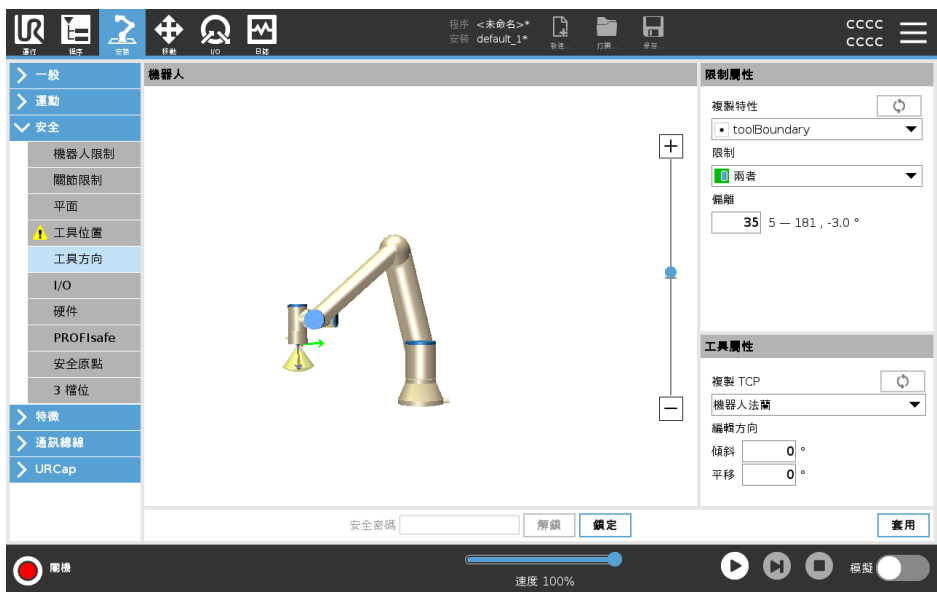 UR
運行 程序 安裝 移動 I/O 日誌
程序 <未命名>*
安裝 default_1*
新建... 打開... 保存...
cccc
cccc
一般
運動
安全
機器人限制
關節限制
平面
工具位置
工具方向
I/O
硬件
PROFIsafe
安全原點
3 檔位
特徵
通訊總線
URCap
機器人
限制屬性
複製特性
toolBoundary
限制
兩者
偏離
35 5 — 181 , -3.0 °
工具屬性
複製 TCP
機器人法蘭
編輯方向
傾斜 0 °
平移 0 °
安全密碼 解鎖 鎖定 套用
關機
速度 100%
模擬